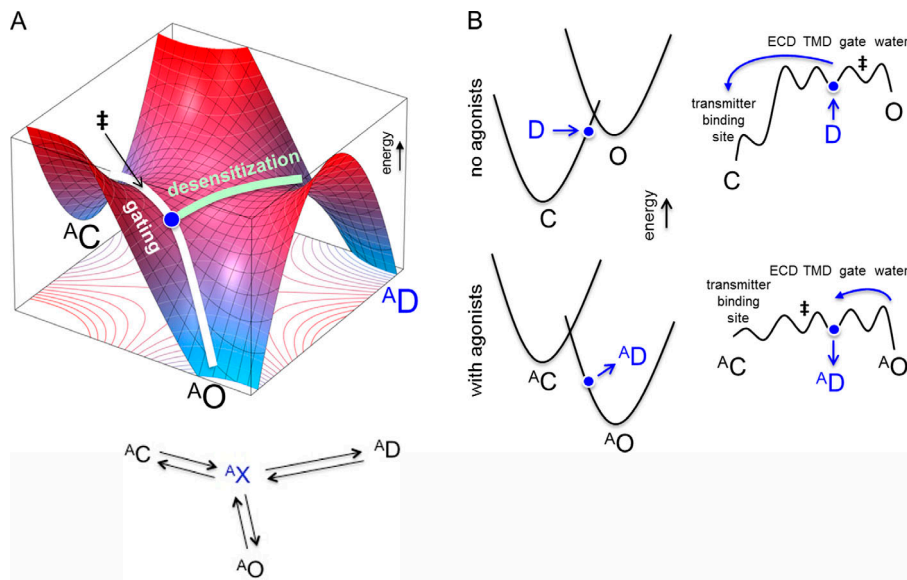 A
‡
desensitization
gating
energy
ᴬC
ᴬD
ᴬO
ᴬC
ᴬD
ᴬX
ᴬO
B
no agonists
D
O
C
ECD TMD gate water
‡
transmitter
binding
site
D
O
C
energy
with agonists
ᴬD
ᴬC
ᴬO
ECD TMD gate water
transmitter
binding
site
‡
ᴬC
ᴬD
ᴬO